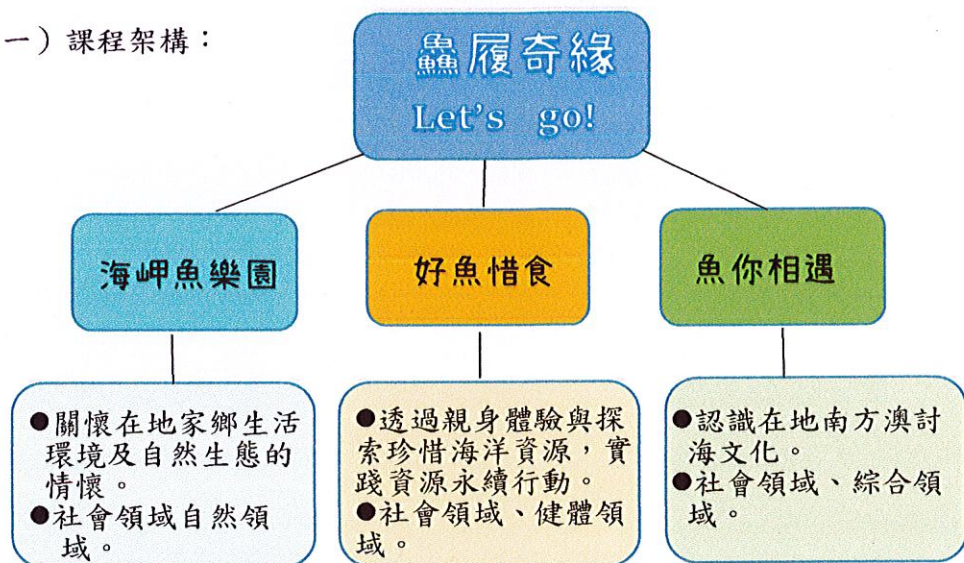 一）課程架構：
鱻履奇緣
Let's go!
海岬魚樂園
好魚惜食
魚你相遇
●關懷在地家鄉生活
環境及自然生態的
情懷。
●社會領域自然領
域。
●透過親身體驗與探
索珍惜海洋資源，實
踐資源永續行動。
●社會領域、健體領
域。
●認識在地南方澳討
海文化。
●社會領域、綜合領
域。